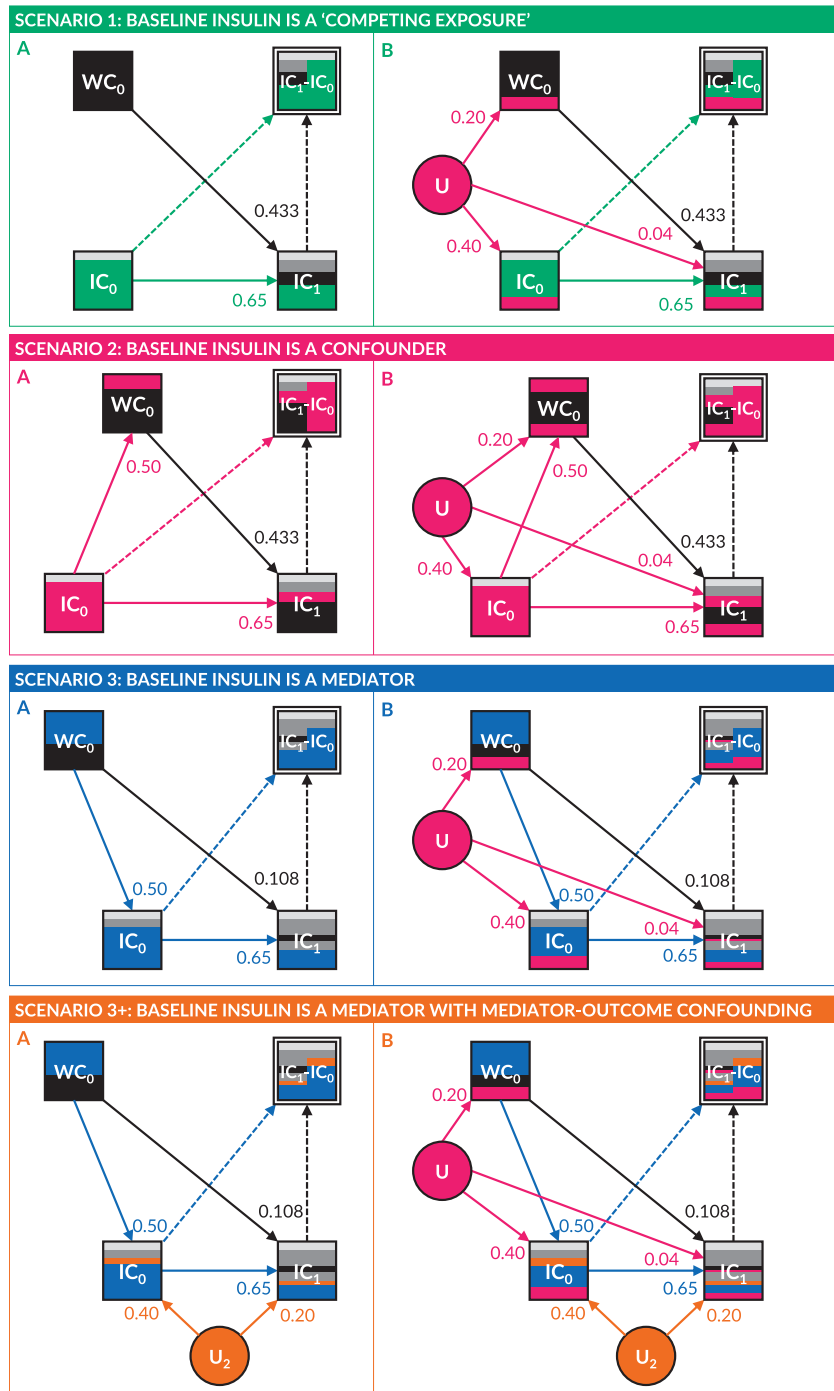 SCENARIO 1: BASELINE INSULIN IS A ‘COMPETING EXPOSURE’
A
WC₀
IC₁-IC₀
0.433
IC₀
0.65
IC₁
B
WC₀
IC₁-IC₀
0.20
U
0.433
0.04
0.40
IC₀
0.65
IC₁
SCENARIO 2: BASELINE INSULIN IS A CONFOUNDER
A
WC₀
IC₁-IC₀
0.50
0.433
IC₀
0.65
IC₁
B
WC₀
IC₁-IC₀
0.20
0.50
U
0.433
0.04
0.40
IC₀
0.65
IC₁
SCENARIO 3: BASELINE INSULIN IS A MEDIATOR
A
WC₀
IC₁-IC₀
0.50
0.108
IC₀
0.65
IC₁
B
WC₀
IC₁-IC₀
0.20
U
0.50
0.108
0.40
0.04
IC₀
0.65
IC₁
SCENARIO 3+: BASELINE INSULIN IS A MEDIATOR WITH MEDIATOR-OUTCOME CONFOUNDING
A
WC₀
IC₁-IC₀
0.50
0.108
IC₀
0.65
IC₁
0.40
0.20
U₂
B
WC₀
IC₁-IC₀
0.20
U
0.50
0.108
0.40
0.04
IC₀
0.65
IC₁
0.40
0.20
U₂